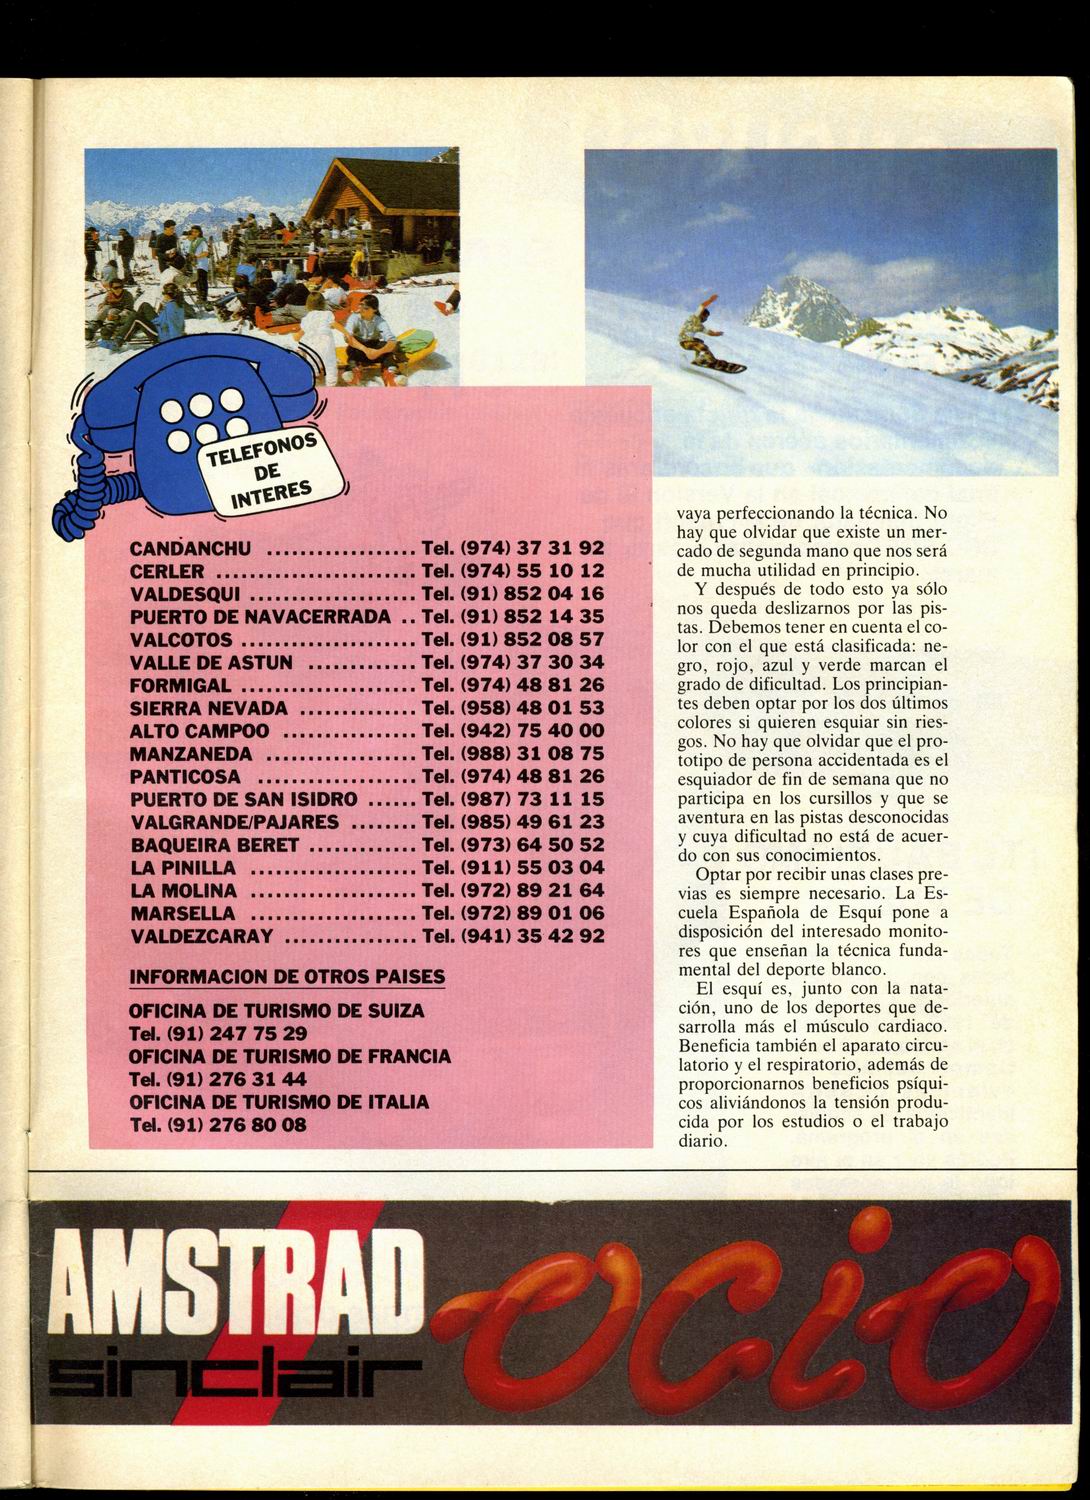 TELEFONOS
DE
INTERES
CANDANCHU .................. Tel. (974) 37 31 92
CERLER ....................... Tel. (974) 55 10 12
VALDESQUI ................... Tel. (91) 852 04 16
PUERTO DE NAVACERRADA .. Tel. (91) 852 14 35
VALCOTOS .................... Tel. (91) 852 08 57
VALLE DE ASTUN ............. Tel. (974) 37 30 34
FORMIGAL .................... Tel. (974) 48 81 26
SIERRA NEVADA .............. Tel. (958) 48 01 53
ALTO CAMPOO ................ Tel. (942) 75 40 00
MANZANEDA .................. Tel. (988) 31 08 75
PANTICOSA ................... Tel. (974) 48 81 26
PUERTO DE SAN ISIDRO ...... Tel. (987) 73 11 15
VALGRANDE/PAJARES ........ Tel. (985) 49 61 23
BAQUEIRA BERET ............. Tel. (973) 64 50 52
LA PINILLA .................... Tel. (911) 55 03 04
LA MOLINA .................... Tel. (972) 89 21 64
MARSELLA .................... Tel. (972) 89 01 06
VALDEZCARAY ................ Tel. (941) 35 42 92
INFORMACION DE OTROS PAISES
OFICINA DE TURISMO DE SUIZA
Tel. (91) 247 75 29
OFICINA DE TURISMO DE FRANCIA
Tel. (91) 276 31 44
OFICINA DE TURISMO DE ITALIA
Tel. (91) 276 80 08
vaya perfeccionando la técnica. No
hay que olvidar que existe un mer-
cado de segunda mano que nos será
de mucha utilidad en principio.
Y después de todo esto ya sólo
nos queda deslizarnos por las pis-
tas. Debemos tener en cuenta el co-
lor con el que está clasificada: ne-
gro, rojo, azul y verde marcan el
grado de dificultad. Los principian-
tes deben optar por los dos últimos
colores si quieren esquiar sin ries-
gos. No hay que olvidar que el pro-
totipo de persona accidentada es el
esquiador de fin de semana que no
participa en los cursillos y que se
aventura en las pistas desconocidas
y cuya dificultad no está de acuer-
do con sus conocimientos.
Optar por recibir unas clases pre-
vias es siempre necesario. La Es-
cuela Española de Esquí pone a
disposición del interesado monito-
res que enseñan la técnica funda-
mental del deporte blanco.
El esquí es, junto con la nata-
ción, uno de los deportes que de-
sarrolla más el músculo cardiaco.
Beneficia también el aparato circu-
latorio y el respiratorio, además de
proporcionarnos beneficios psíqui-
cos aliviándonos la tensión produ-
cida por los estudios o el trabajo
diario.
AMSTRAD
sinclair
ocio